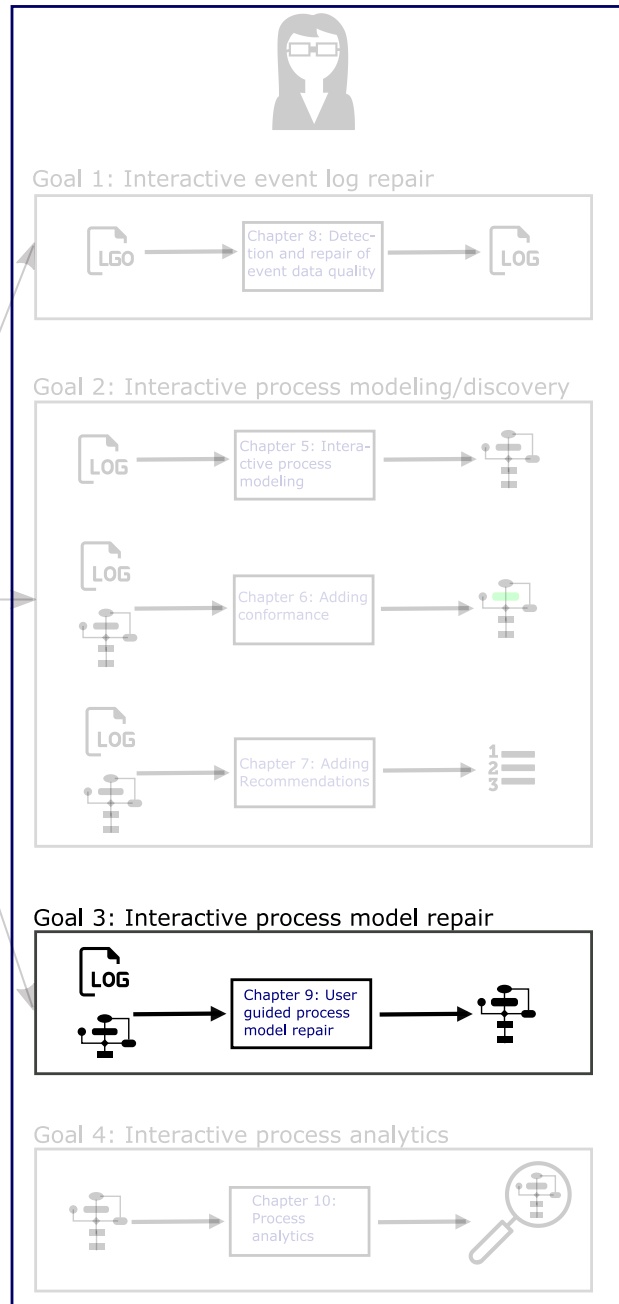 Goal 1: Interactive event log repair
LGO
Chapter 8: Detec-
tion and repair of
event data quality
LOG
Goal 2: Interactive process modeling/discovery
LOG
Chapter 5: Intera-
ctive process
modeling
LOG
Chapter 6: Adding
conformance
LOG
Chapter 7: Adding
Recommendations
1
2
3
Goal 3: Interactive process model repair
LOG
Chapter 9: User
guided process
model repair
Goal 4: Interactive process analytics
Chapter 10:
Process
analytics